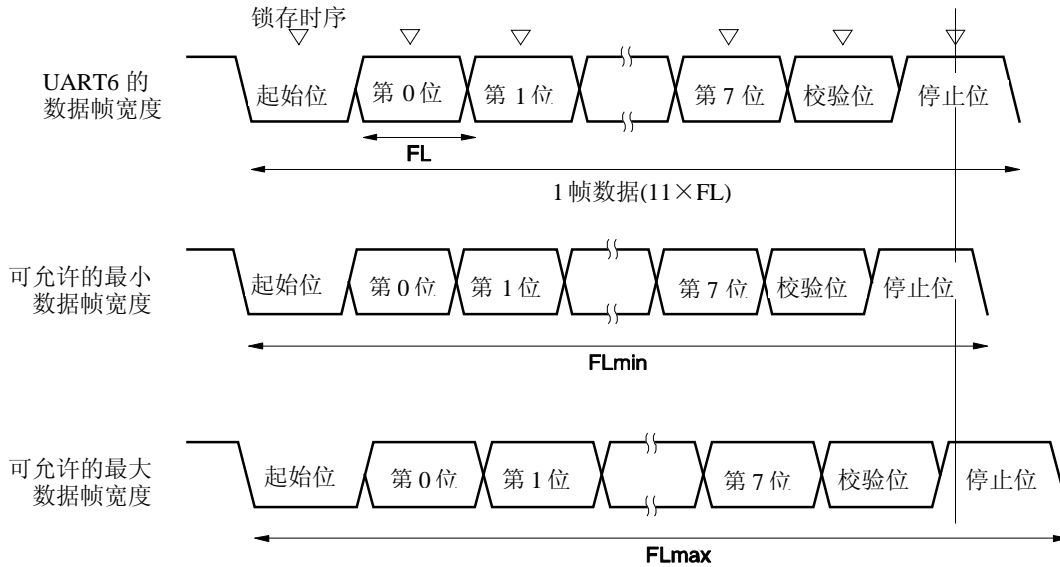 锁存时序
UART6 的
数据帧宽度
起始位 第 0 位 第 1 位 第 7 位 校验位 停止位
FL
1 帧数据(11×FL)
可允许的最小
数据帧宽度
起始位 第 0 位 第 1 位 第 7 位 校验位 停止位
FLmin
可允许的最大
数据帧宽度
起始位 第 0 位 第 1 位 第 7 位 校验位 停止位
FLmax